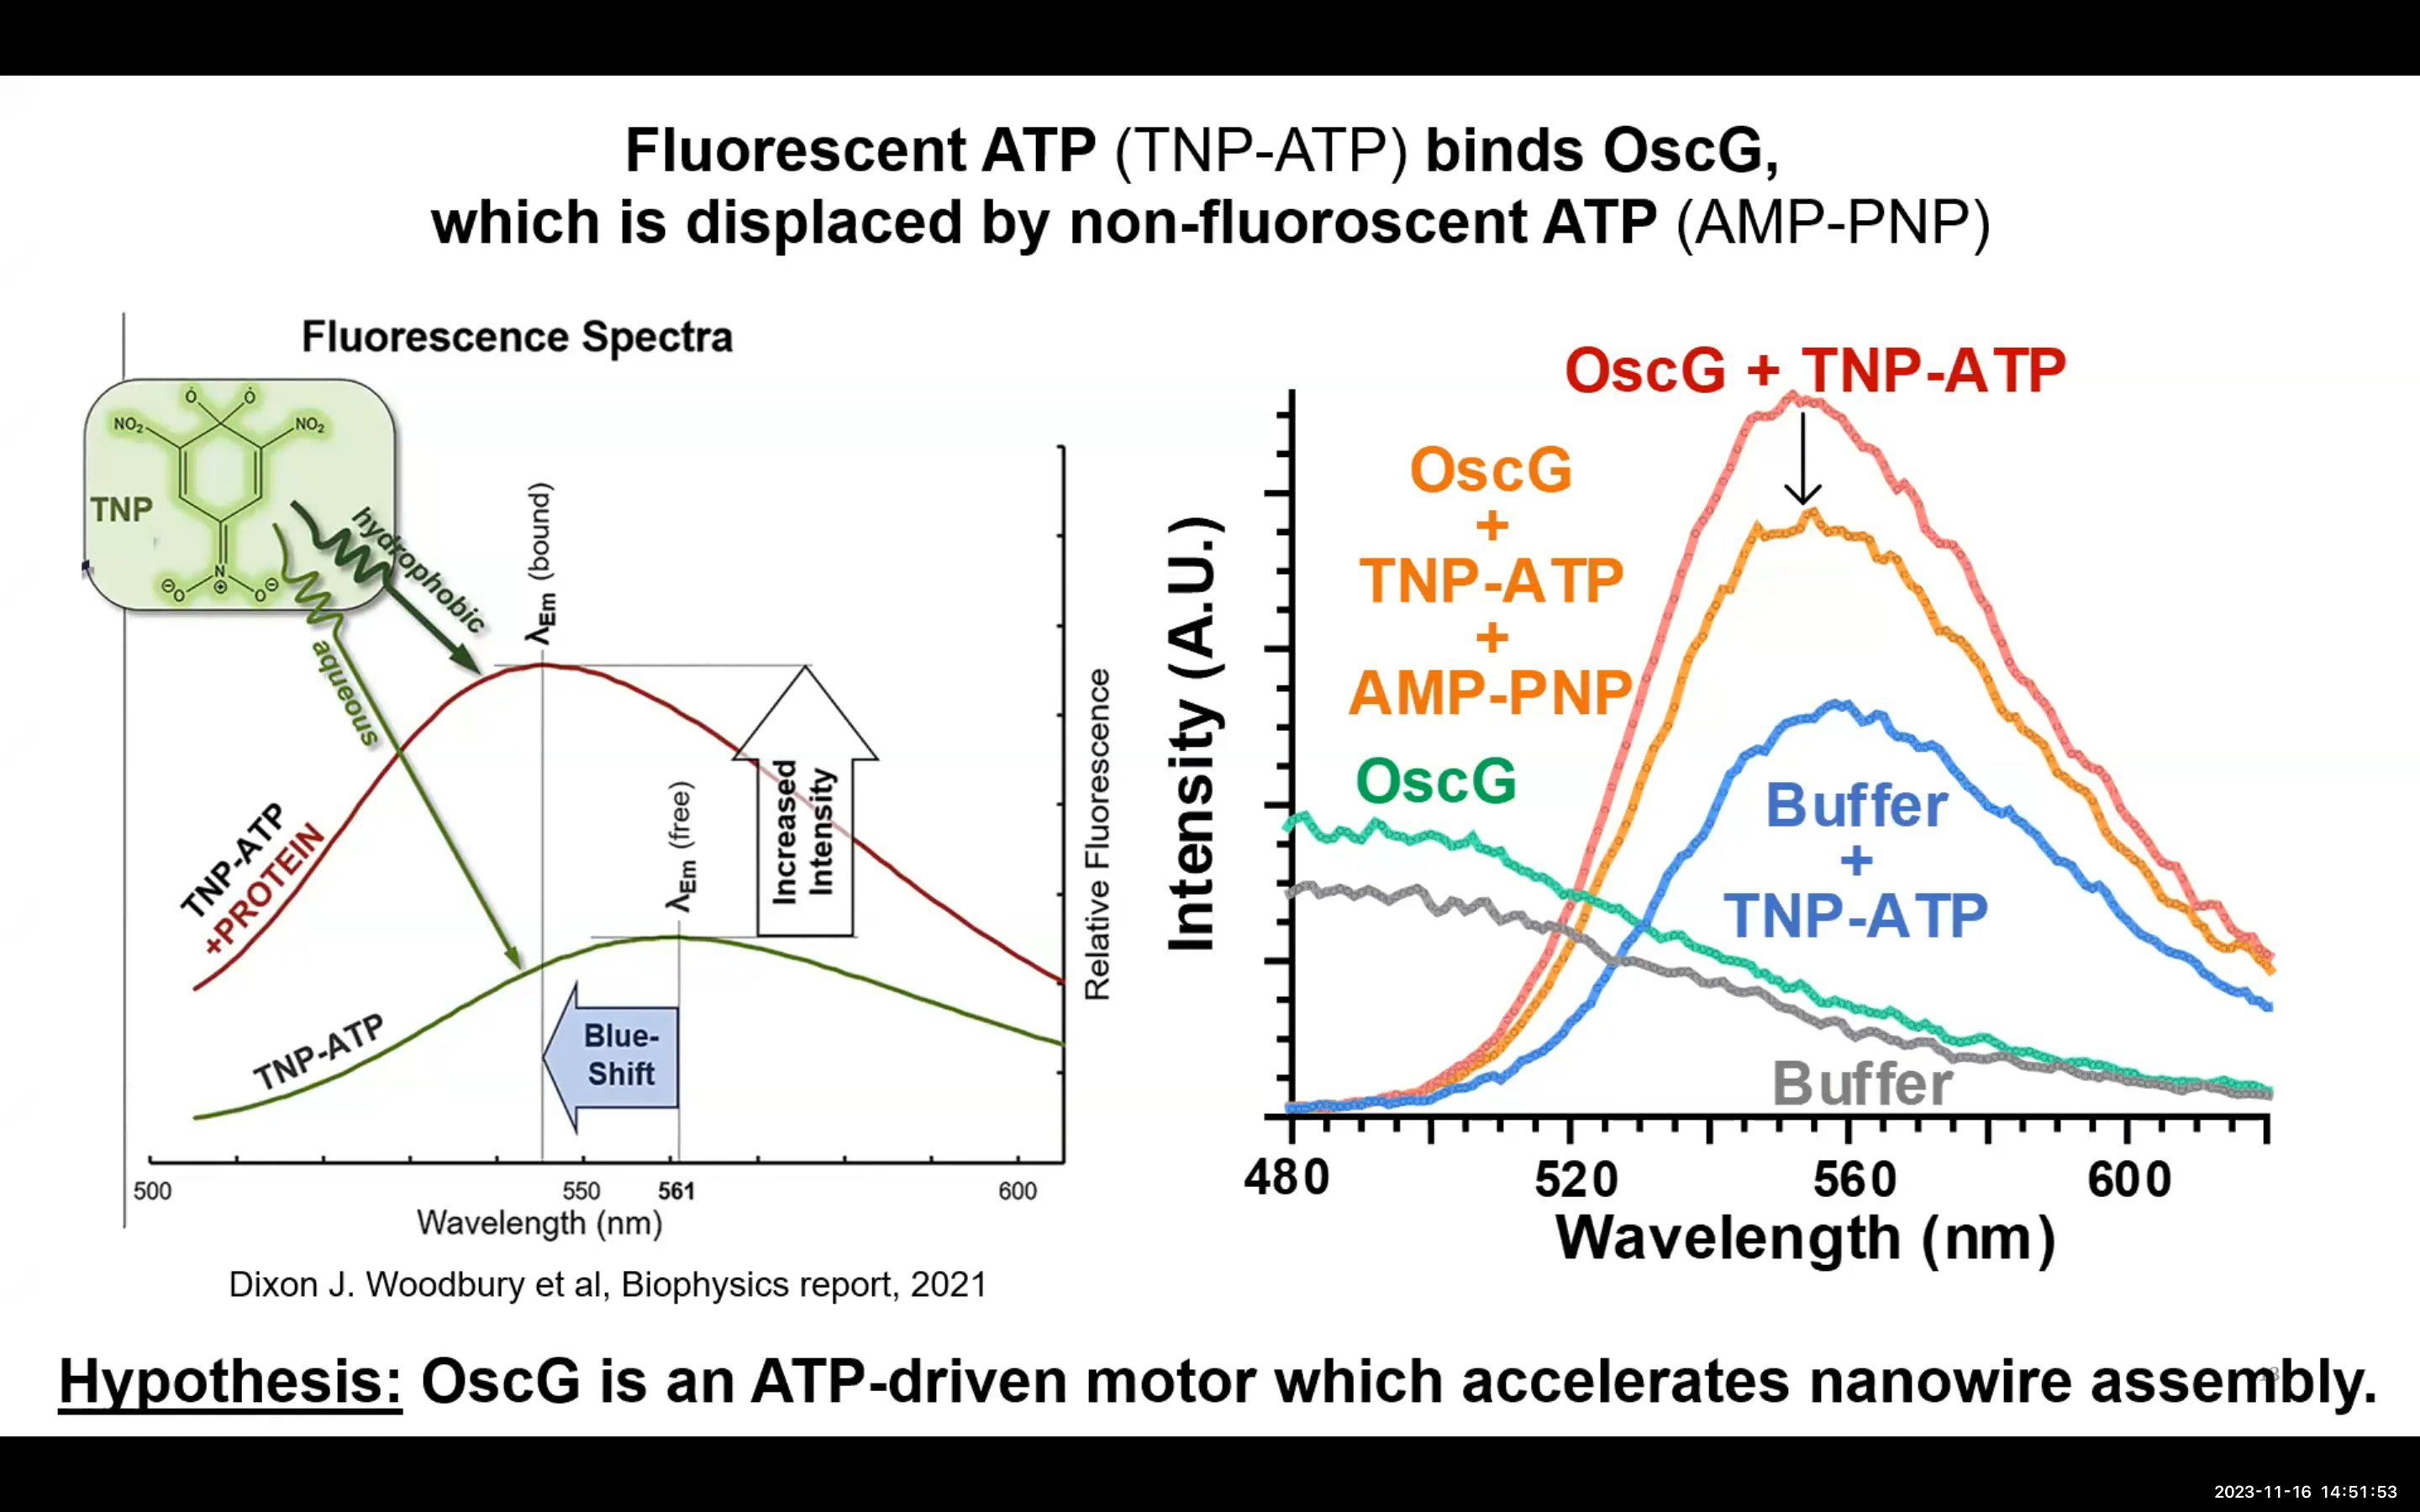 Fluorescent ATP (TNP-ATP) binds OscG,
which is displaced by non-fluoroscent ATP (AMP-PNP)
Fluorescence Spectra
O O
NO₂ NO₂
TNP
N
⊖O ⊕ O⊖
hydrophobic
aqueous
λEm (bound)
λEm (free)
Increased
Intensity
TNP-ATP
+PROTEIN
TNP-ATP
Blue-
Shift
Relative Fluorescence
500 550 561 600
Wavelength (nm)
Dixon J. Woodbury et al, Biophysics report, 2021
OscG + TNP-ATP
OscG
+
TNP-ATP
+
AMP-PNP
OscG
Buffer
+
TNP-ATP
Buffer
Intensity (A.U.)
480 520 560 600
Wavelength (nm)
Hypothesis: OscG is an ATP-driven motor which accelerates nanowire assembly.
2023-11-16 14:51:53